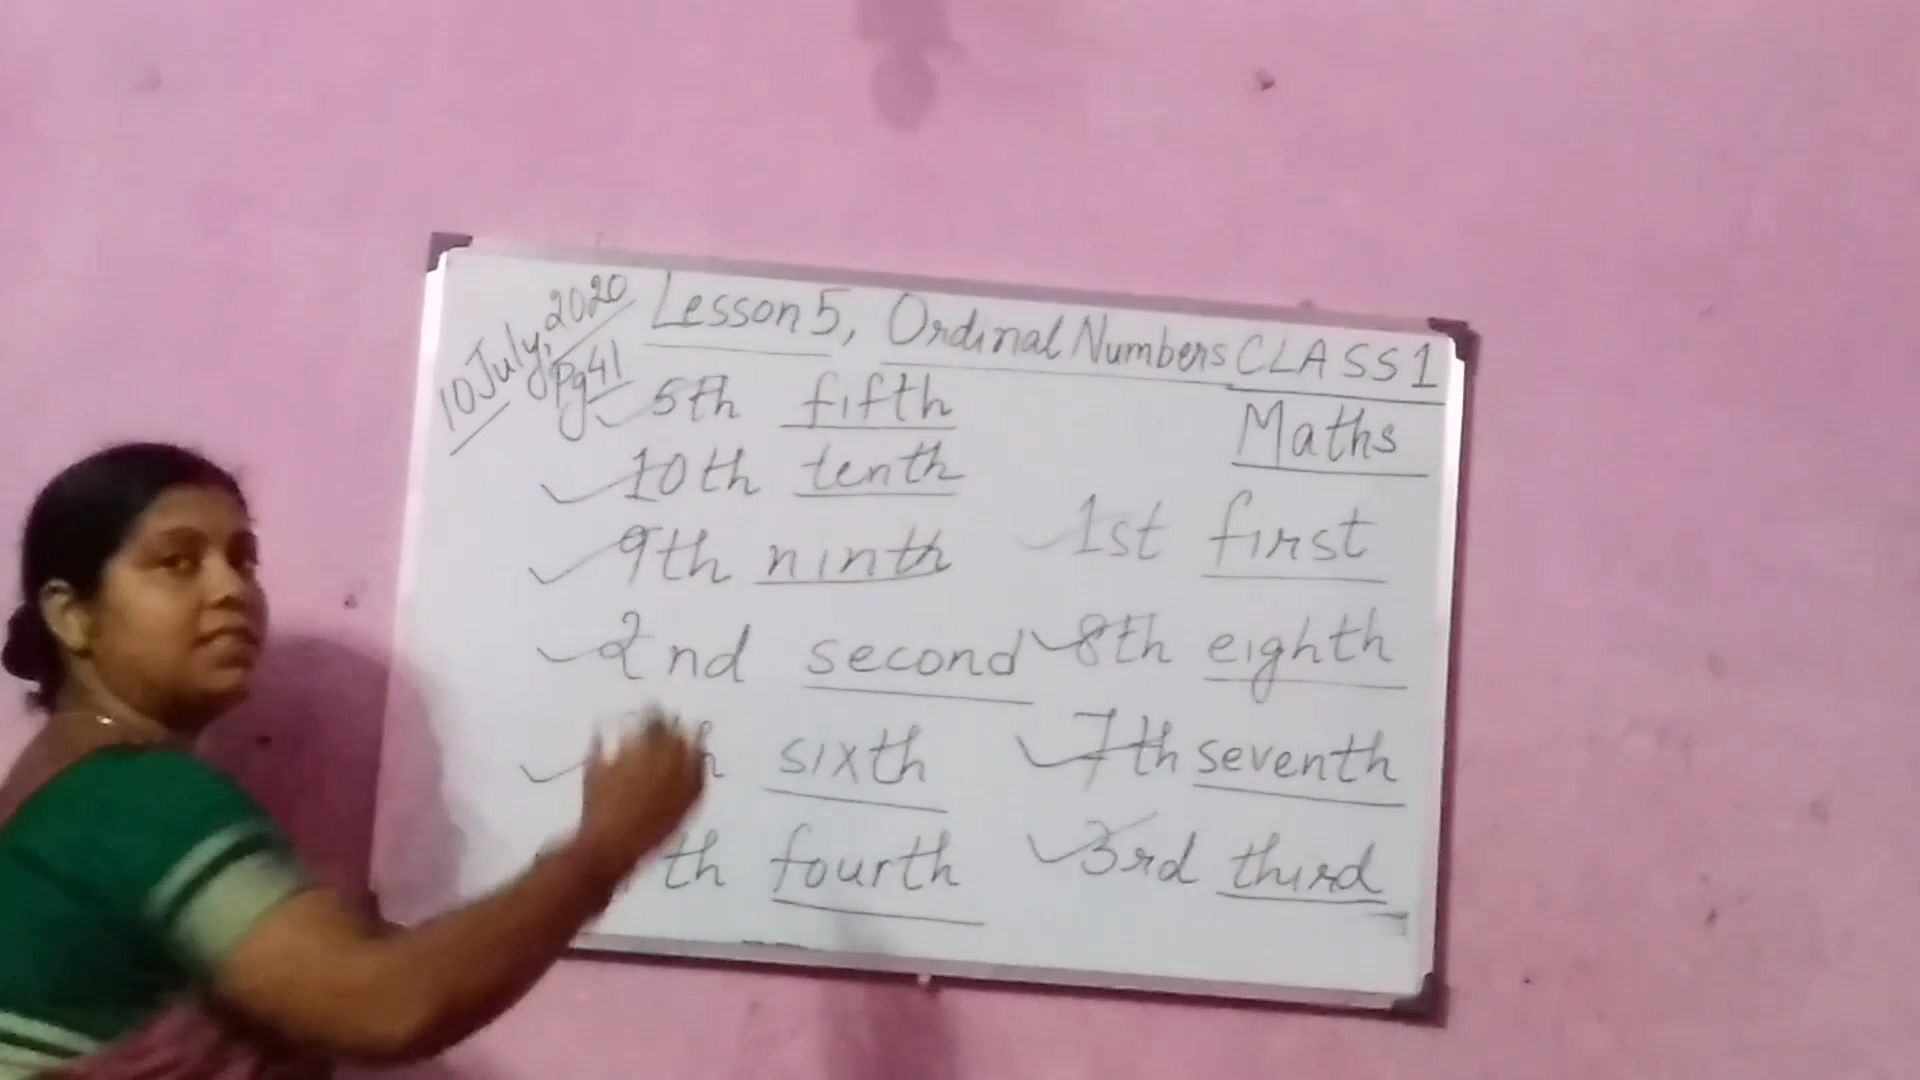 10 July, 2020
Pg 41
Lesson 5, Ordinal Numbers CLASS 1
Maths
5th fifth
10th tenth
9th ninth
2nd second
sixth
th fourth
1st first
8th eighth
7th seventh
3rd third